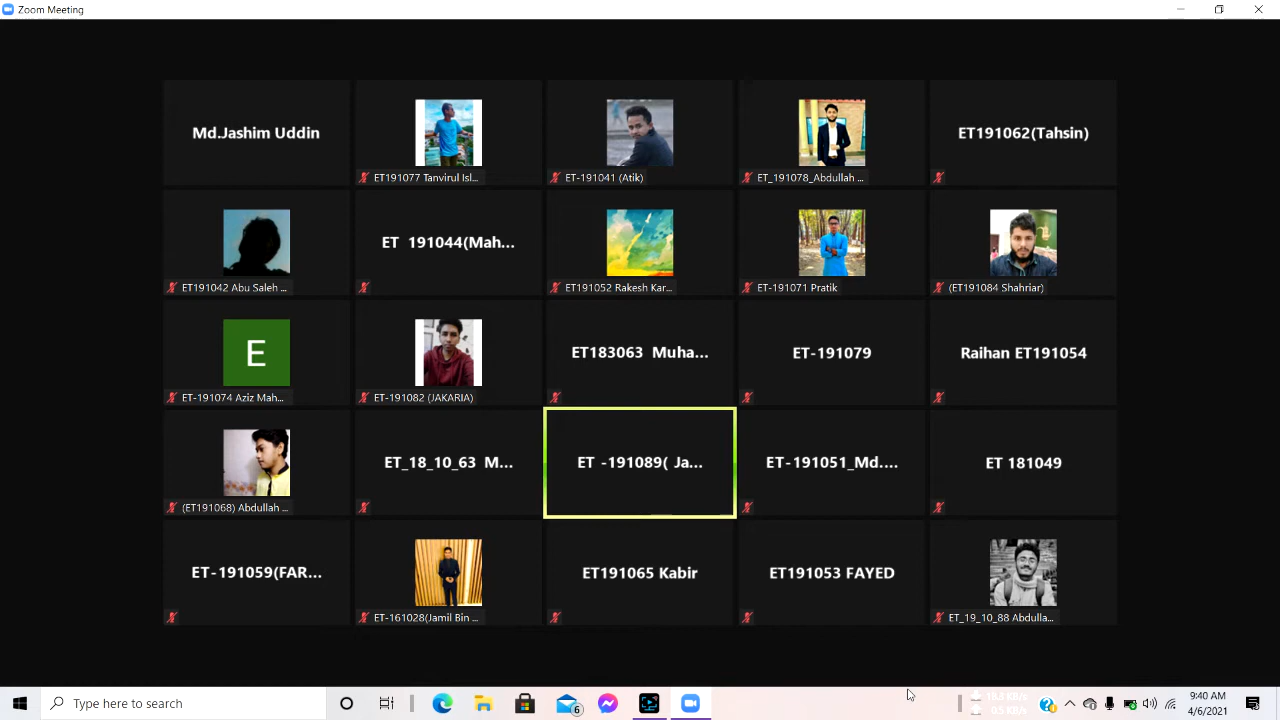 Zoom Meeting
Md.Jashim Uddin
ET191077 Tanvirul Isl...
ET-191041 (Atik)
ET_191078_Abdullah ...
ET191062(Tahsin)
ET191042 Abu Saleh ...
ET 191044(Mah...
ET191052 Rakesh Kar...
ET-191071 Pratik
(ET191084 Shahriar)
E
ET-191074 Aziz Mah...
ET-191082 (JAKARIA)
ET183063 Muha...
ET-191079
Raihan ET191054
(ET191068) Abdullah ...
ET_18_10_63 M...
ET -191089( Ja...
ET-191051_Md....
ET 181049
ET-191059(FAR...
ET-161028(Jamil Bin ...
ET191065 Kabir
ET191053 FAYED
ET_19_10_88 Abdulla...
Type here to search
6
0.5 KB/s
9:40 AM
4/6/2021